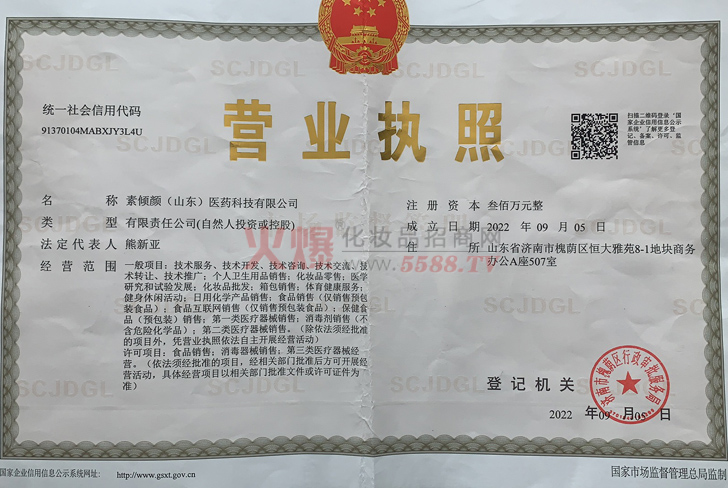 统一社会信用代码
91370104MABXJY3L4U
营业执照
扫描二维码登录‘国
家企业信用信息公示
系统’了解更多登
记、备案、许可、监
管信息
名 称 素倾颜（山东）医药科技有限公司
类 型 有限责任公司(自然人投资或控股)
法定代表人 熊新亚
经营范围 一般项目：技术服务、技术开发、技术咨询、技术交流、技
术转让、技术推广；个人卫生用品销售；化妆品零售；医学
研究和试验发展；化妆品批发；箱包销售；体育健康服务；
健身休闲活动；日用化学产品销售；食品销售（仅销售预包
装食品）；食品互联网销售（仅销售预包装食品）；保健食
品（预包装）销售；第一类医疗器械销售；消毒剂销售（不
含危险化学品）；第二类医疗器械销售。（除依法须经批准
的项目外，凭营业执照依法自主开展经营活动）
许可项目：食品销售；消毒器械销售；第三类医疗器械经
营。（依法须经批准的项目，经相关部门批准后方可开展经
营活动，具体经营项目以相关部门批准文件或许可证件为
准）
注册资本 叁佰万元整
成立日期 2022 年 09 月 05 日
住 所 山东省济南市槐荫区恒大雅苑8-1地块商务
办公A座507室
火爆化妆品招商网
www.5588.TV
登记机关
济南市槐荫区行政审批服务局
2022 年 09 月 05 日
国家企业信用信息公示系统网址： http://www.gsxt.gov.cn
国家市场监督管理总局监制